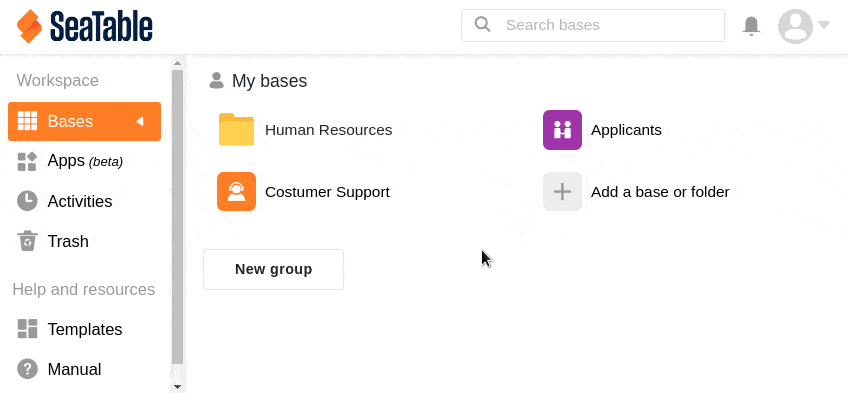 SeaTable
Search bases
Workspace
Bases
Apps (beta)
Activities
Trash
Help and resources
Templates
Manual
My bases
Human Resources
Applicants
Costumer Support
Add a base or folder
New group